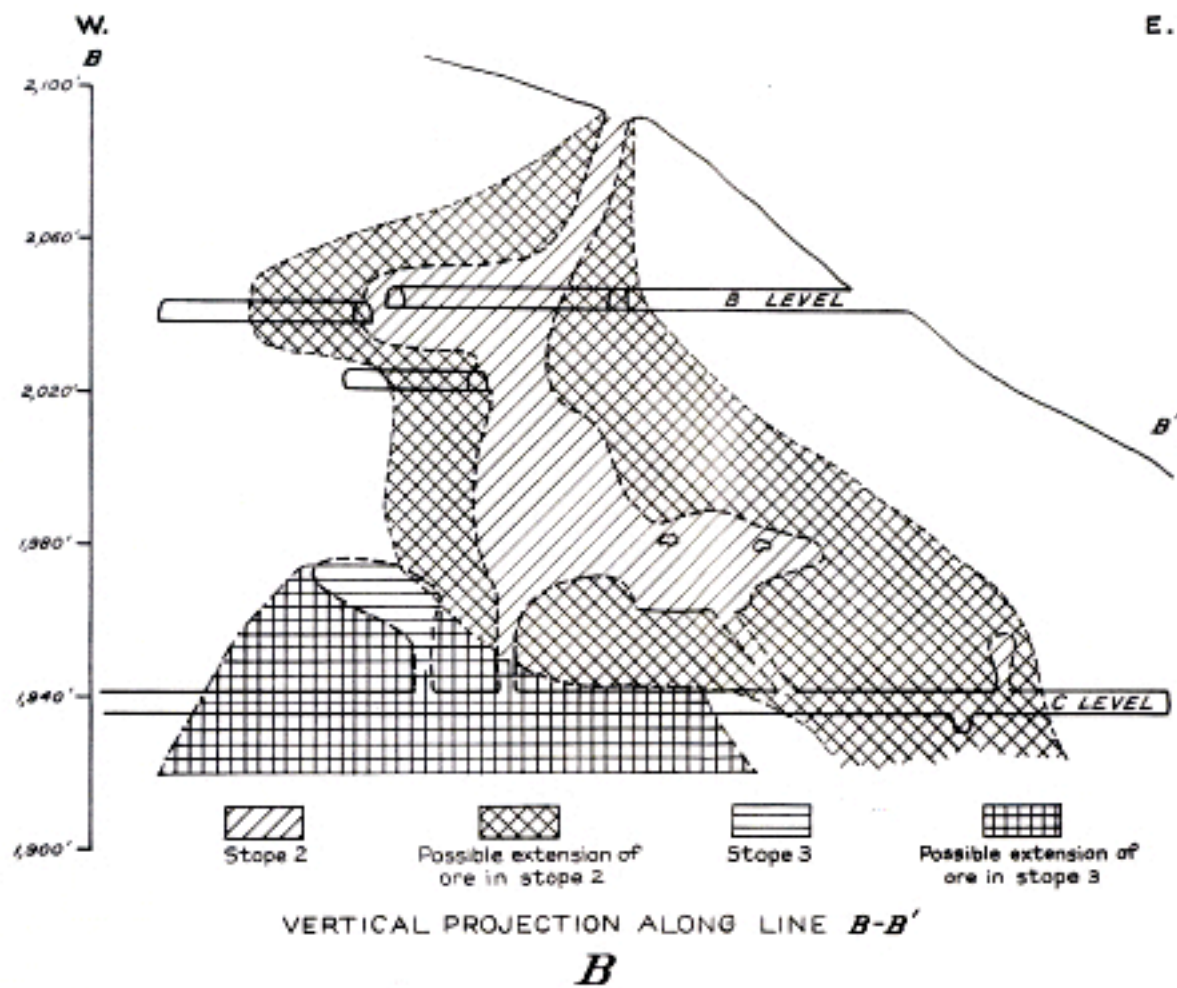 W. E.
B
2,100'
2,060'
B LEVEL
2,020'
B'
1,980'
1,940'
C LEVEL
1,900'
Stope 2
Possible extension of
ore in stope 2
Stope 3
Possible extension of
ore in stope 3
VERTICAL PROJECTION ALONG LINE B-B'
B